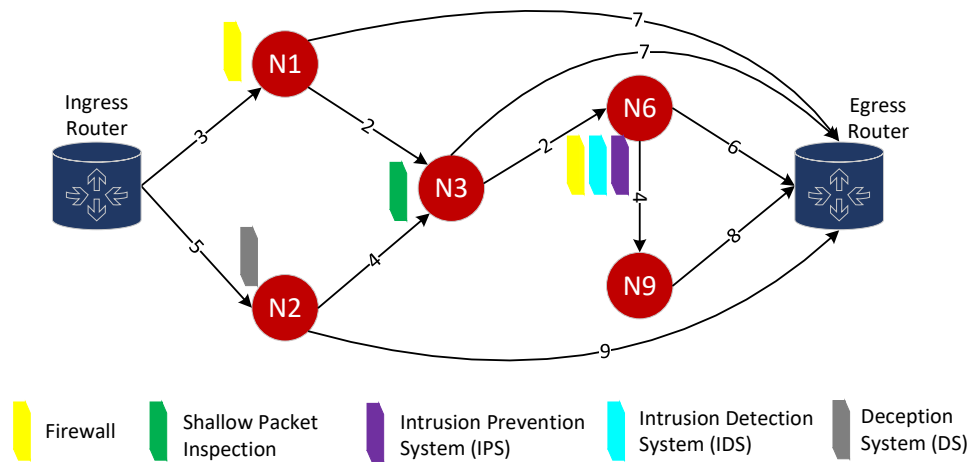 7
N1
7
Ingress
Router
N6
Egress
Router
3
2
2
6
N3
4
5
4
8
N9
N2
9
Firewall
Shallow Packet
Inspection
Intrusion Prevention
System (IPS)
Intrusion Detection
System (IDS)
Deception
System (DS)